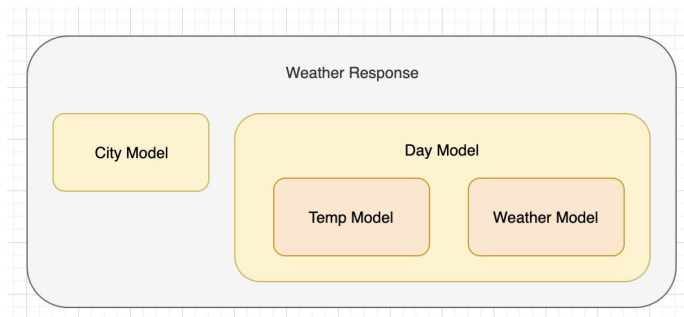 Weather Response
City Model
Day Model
Temp Model
Weather Model